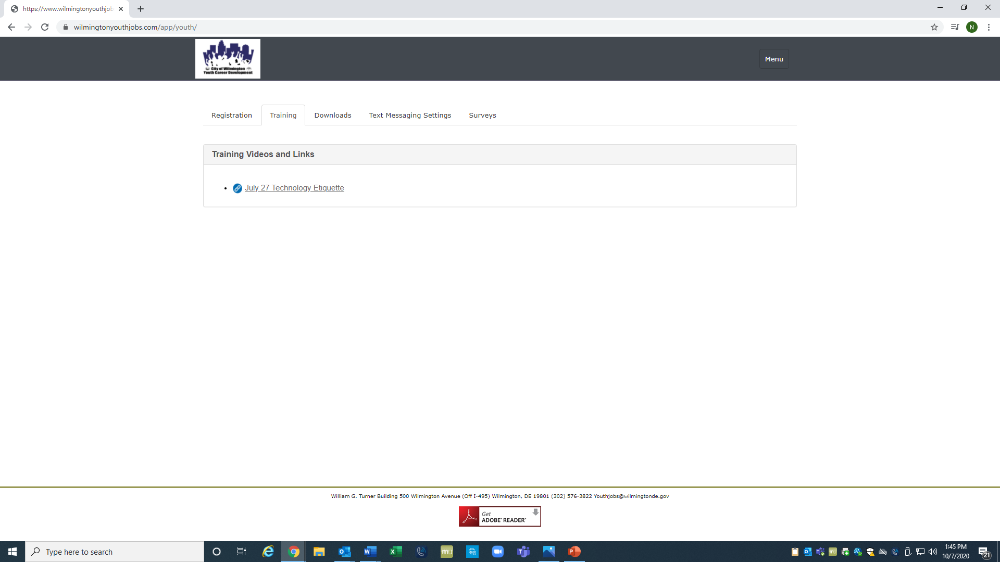 https://www.wilmingtonyouthjob
wilmingtonyouthjobs.com/app/youth/
N
City of Wilmington
Youth Career Development
Menu
Registration
Training
Downloads
Text Messaging Settings
Surveys
Training Videos and Links
July 27 Technology Etiquette
William G. Turner Building 500 Wilmington Avenue (Off I-495) Wilmington, DE 19801 (302) 576-3822 Youthjobs@wilmingtonde.gov
Get
ADOBE® READER®
Type here to search
mu
1:45 PM
10/7/2020
21